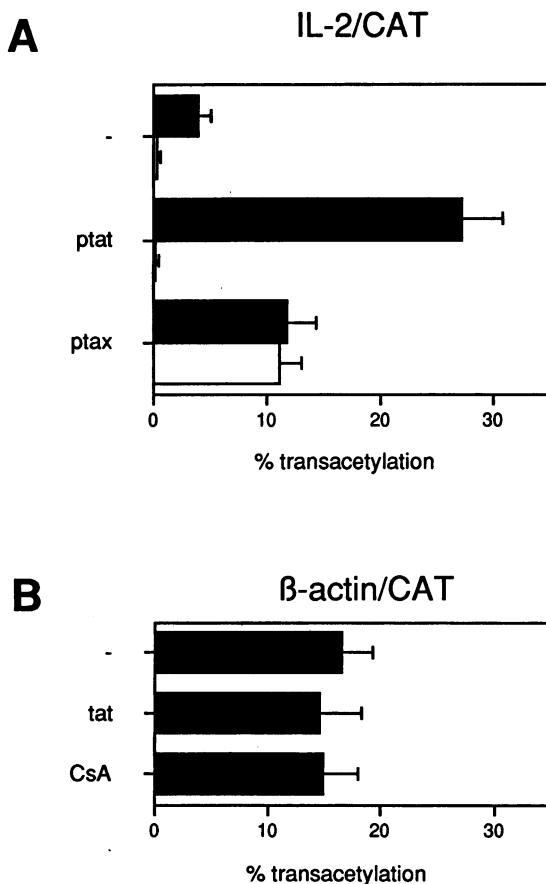 A
IL-2/CAT
-
ptat
ptax
0 10 20 30
% transacetylation
B
ß-actin/CAT
-
tat
CsA
0 10 20 30
% transacetylation